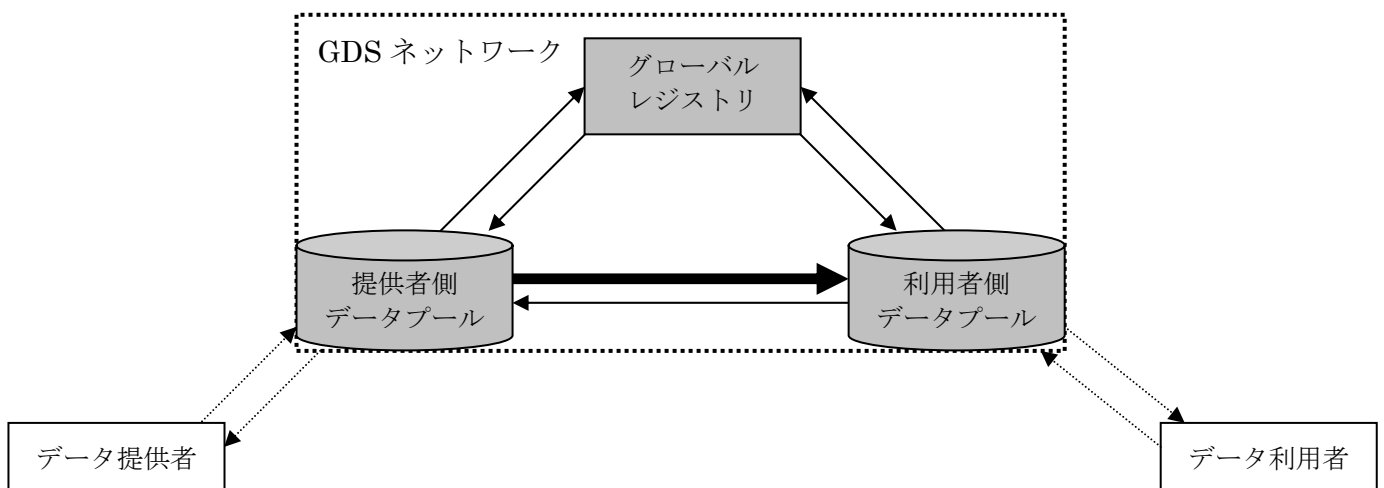 GDS ネットワーク
グローバル
レジストリ
提供者側
データプール
利用者側
データプール
データ提供者
データ利用者